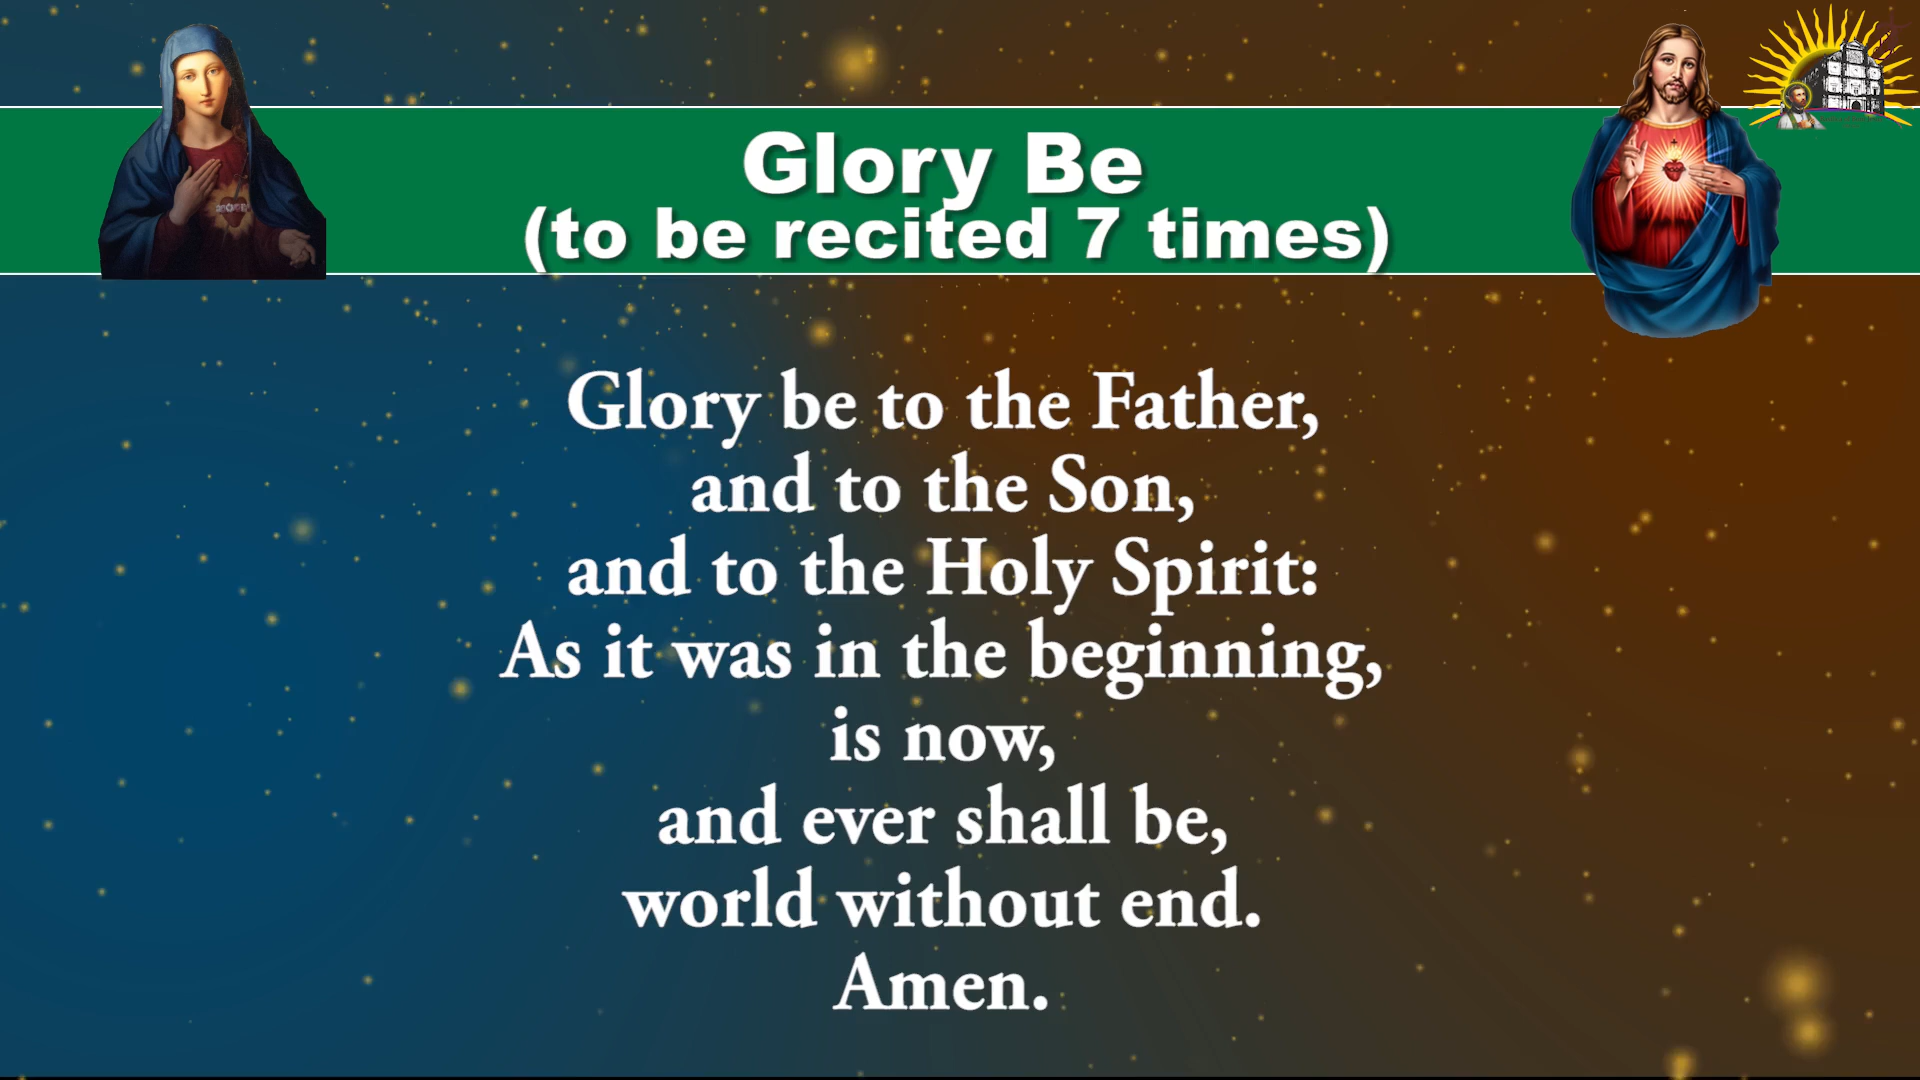 Glory Be
(to be recited 7 times)
Glory be to the Father,
and to the Son,
and to the Holy Spirit:
As it was in the beginning,
is now,
and ever shall be,
world without end.
Amen.